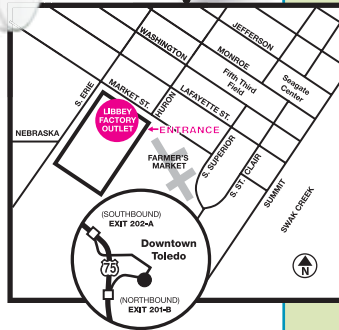 JEFFERSON
WASHINGTON
MONROE
Fifth Third
Field
Seagate
Center
S. ERIE
MARKET ST.
HURON
LAFAYETTE ST.
LIBBEY
FACTORY
OUTLET
ENTRANCE
NEBRASKA
FARMER'S
MARKET
S. SUPERIOR
S. ST. CLAIR
SUMMIT
SWAK CREEK
(SOUTHBOUND)
EXIT 202-A
Downtown
Toledo
75
(NORTHBOUND)
EXIT 201-B
N